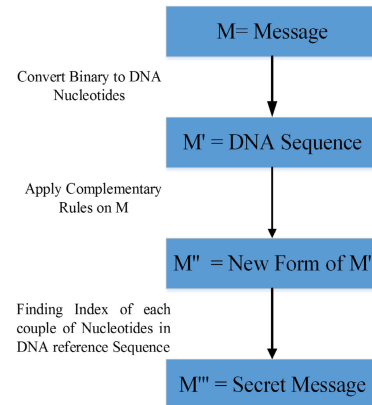 M= Message
Convert Binary to DNA
Nucleotides
M' = DNA Sequence
Apply Complementary
Rules on M
M'' = New Form of M'
Finding Index of each
couple of Nucleotides in
DNA reference Sequence
M''' = Secret Message